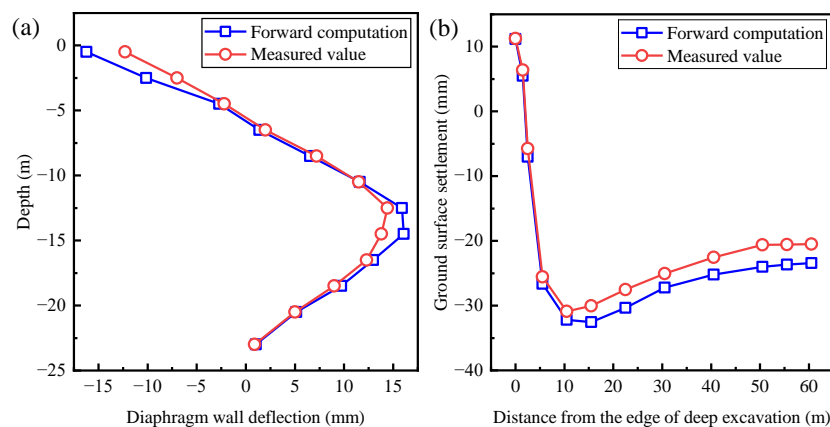 (a)
Forward computation
Measured value
0
−5
−10
−15
−20
−25
Depth (m)
−15 −10 −5 0 5 10 15
Diaphragm wall deflection (mm)
(b)
Forward computation
Measured value
10
0
−10
−20
−30
−40
Ground surface settlement (mm)
0 10 20 30 40 50 60
Distance from the edge of deep excavation (m)